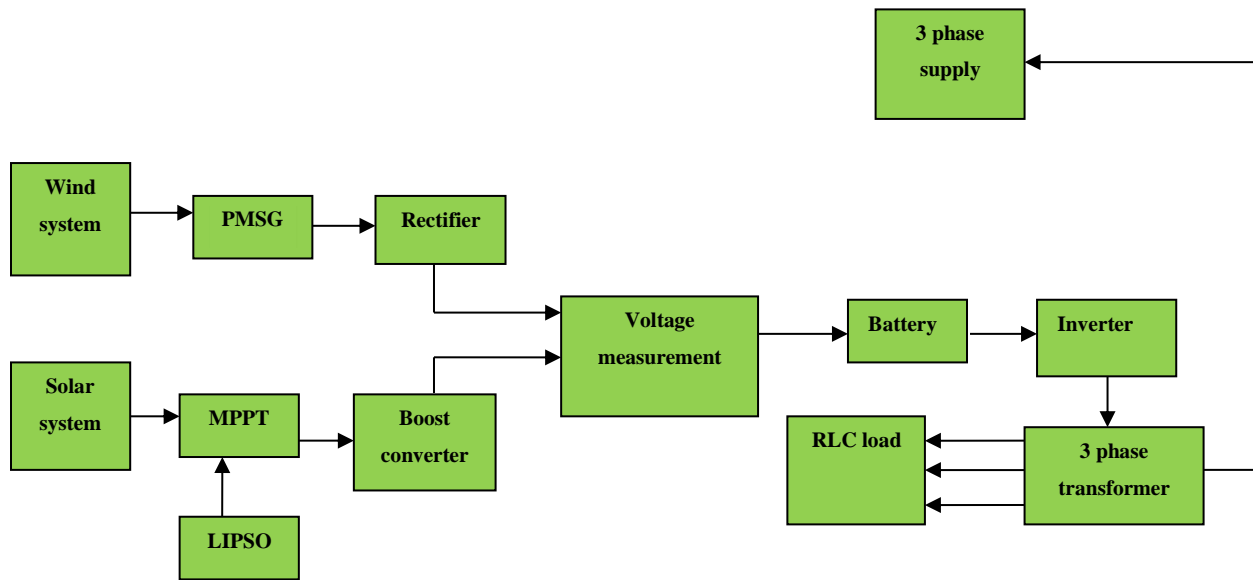 3 phase
supply
Wind
system
PMSG
Rectifier
Voltage
measurement
Battery
Inverter
Solar
system
MPPT
Boost
converter
RLC load
3 phase
transformer
LIPSO